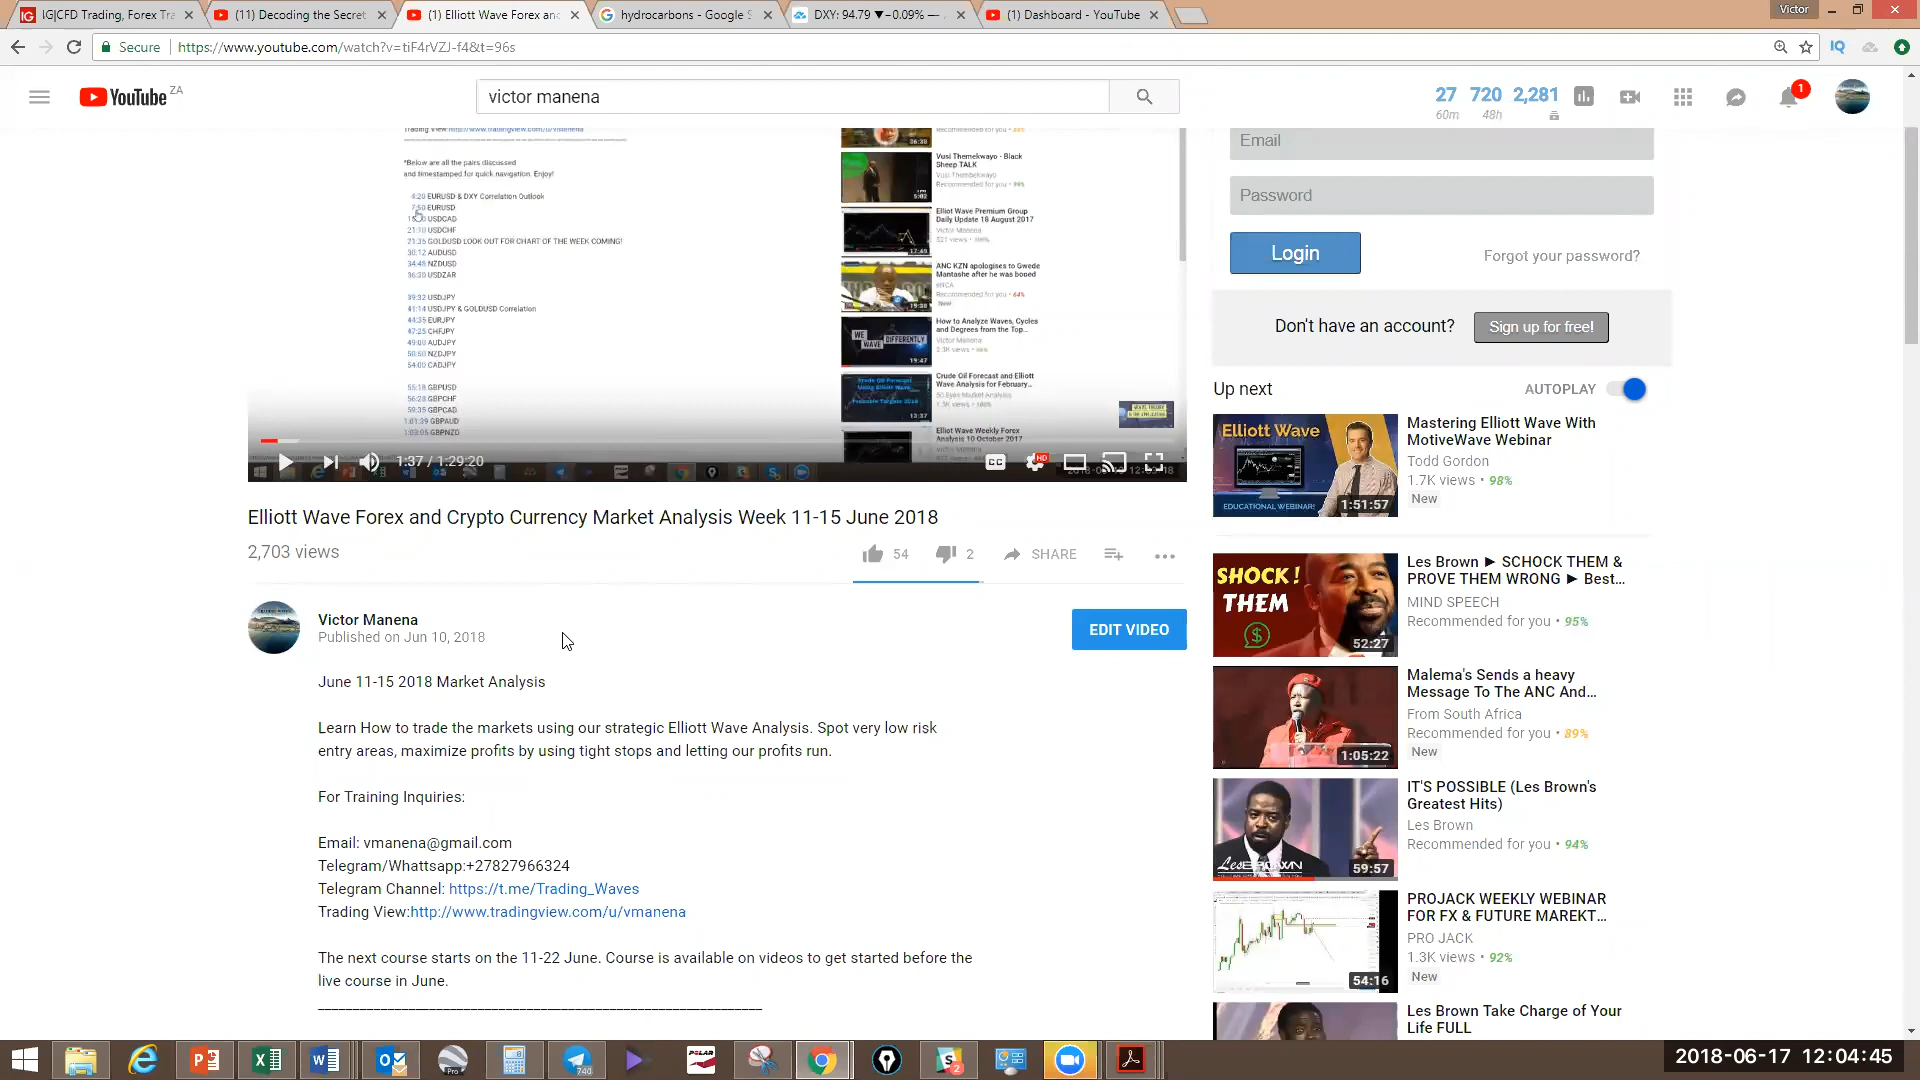 IG|CFD Trading, Forex Tra
(11) Decoding the Secret
(1) Elliott Wave Forex and
hydrocarbons - Google S
DXY: 94.79 ▼−0.09% —
(1) Dashboard - YouTube
Victor
Secure
https://www.youtube.com/watch?v=tiF4rVZJ-f4&t=96s
YouTube ZA
victor manena
27 720 2,281
60m 48h
1
*Below are all the pairs discussed
and timestamped for quick navigation. Enjoy!
4:20 EURUSD & DXY Correlation Outlook
7:50 EURUSD
USDCAD
21:10 USDCHF
21:35 GOLDUSD LOOK OUT FOR CHART OF THE WEEK COMING!
30:12 AUDUSD
34:48 NZDUSD
36:30 USDZAR
39:32 USDJPY
41:14 USDJPY & GOLDUSD Correlation
44:35 EURJPY
47:25 CHFJPY
49:00 AUDJPY
50:50 NZDJPY
54:00 CADJPY
55:18 GBPUSD
56:28 GBPCHF
59:35 GBPCAD
1:01:39 GBPAUD
1:03:05 GBPNZD
Vusi Themekwayo - Black
Sheep TALK
Vusi Thembekwayo
Elliot Wave Premium Group
Daily Update 18 August 2017
Victor Manena
ANC KZN apologises to Gwede
Mantashe after he was booed
How to Analyze Waves, Cycles
and Degrees from the Top...
Victor Manena
WE WAVE DIFFERENTLY
Crude Oil Forecast and Elliott
Wave Analysis for February...
Elliot Wave Weekly Forex
Analysis 10 October 2017
1:37 / 1:29:20
CC
HD
Elliott Wave Forex and Crypto Currency Market Analysis Week 11-15 June 2018
2,703 views
54
2
SHARE
Victor Manena
Published on Jun 10, 2018
EDIT VIDEO
June 11-15 2018 Market Analysis
Learn How to trade the markets using our strategic Elliott Wave Analysis. Spot very low risk
entry areas, maximize profits by using tight stops and letting our profits run.
For Training Inquiries:
Email: vmanena@gmail.com
Telegram/Whattsapp:+27827966324
Telegram Channel: https://t.me/Trading_Waves
Trading View:http://www.tradingview.com/u/vmanena
The next course starts on the 11-22 June. Course is available on videos to get started before the
live course in June.
Email
Password
Login
Forgot your password?
Don't have an account?
Sign up for free!
Up next
AUTOPLAY
Elliott Wave
EDUCATIONAL WEBINAR!
1:51:57
Mastering Elliott Wave With
MotiveWave Webinar
Todd Gordon
1.7K views • 98%
New
SHOCK !
THEM
52:27
Les Brown ► SCHOCK THEM &
PROVE THEM WRONG ► Best...
MIND SPEECH
Recommended for you • 95%
1:05:22
Malema's Sends a heavy
Message To The ANC And...
From South Africa
Recommended for you • 89%
New
Les BROWN
59:57
IT'S POSSIBLE (Les Brown's
Greatest Hits)
Les Brown
Recommended for you • 94%
54:16
PROJACK WEEKLY WEBINAR
FOR FX & FUTURE MAREKT...
PRO JACK
1.3K views • 92%
New
Les Brown Take Charge of Your
Life FULL
2018-06-17 12:04:45